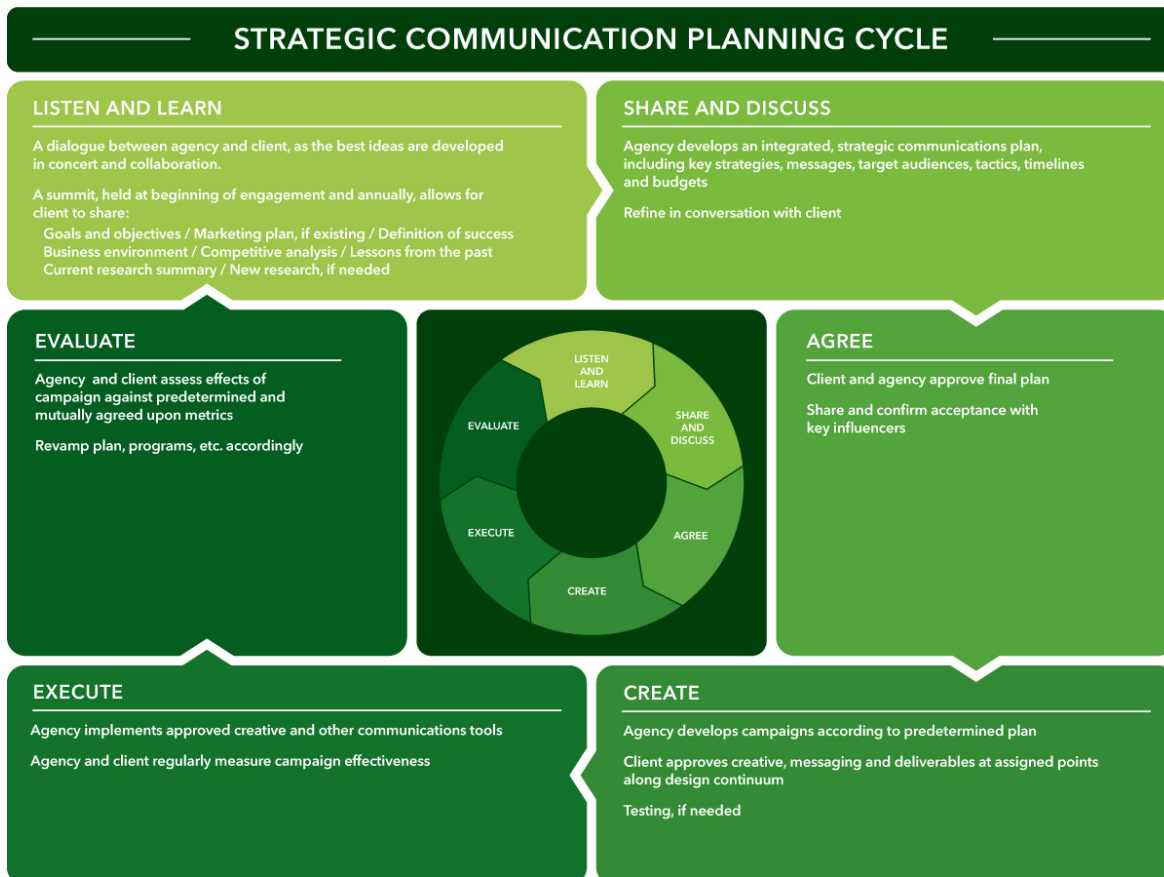 STRATEGIC COMMUNICATION PLANNING CYCLE
LISTEN AND LEARN
A dialogue between agency and client, as the best ideas are developed
in concert and collaboration.
A summit, held at beginning of engagement and annually, allows for
client to share:
Goals and objectives / Marketing plan, if existing / Definition of success
Business environment / Competitive analysis / Lessons from the past
Current research summary / New research, if needed
SHARE AND DISCUSS
Agency develops an integrated, strategic communications plan,
including key strategies, messages, target audiences, tactics, timelines
and budgets
Refine in conversation with client
EVALUATE
Agency and client assess effects of
campaign against predetermined and
mutually agreed upon metrics
Revamp plan, programs, etc. accordingly
LISTEN
AND
LEARN
SHARE
AND
DISCUSS
AGREE
CREATE
EXECUTE
EVALUATE
AGREE
Client and agency approve final plan
Share and confirm acceptance with
key influencers
EXECUTE
Agency implements approved creative and other communications tools
Agency and client regularly measure campaign effectiveness
CREATE
Agency develops campaigns according to predetermined plan
Client approves creative, messaging and deliverables at assigned points
along design continuum
Testing, if needed